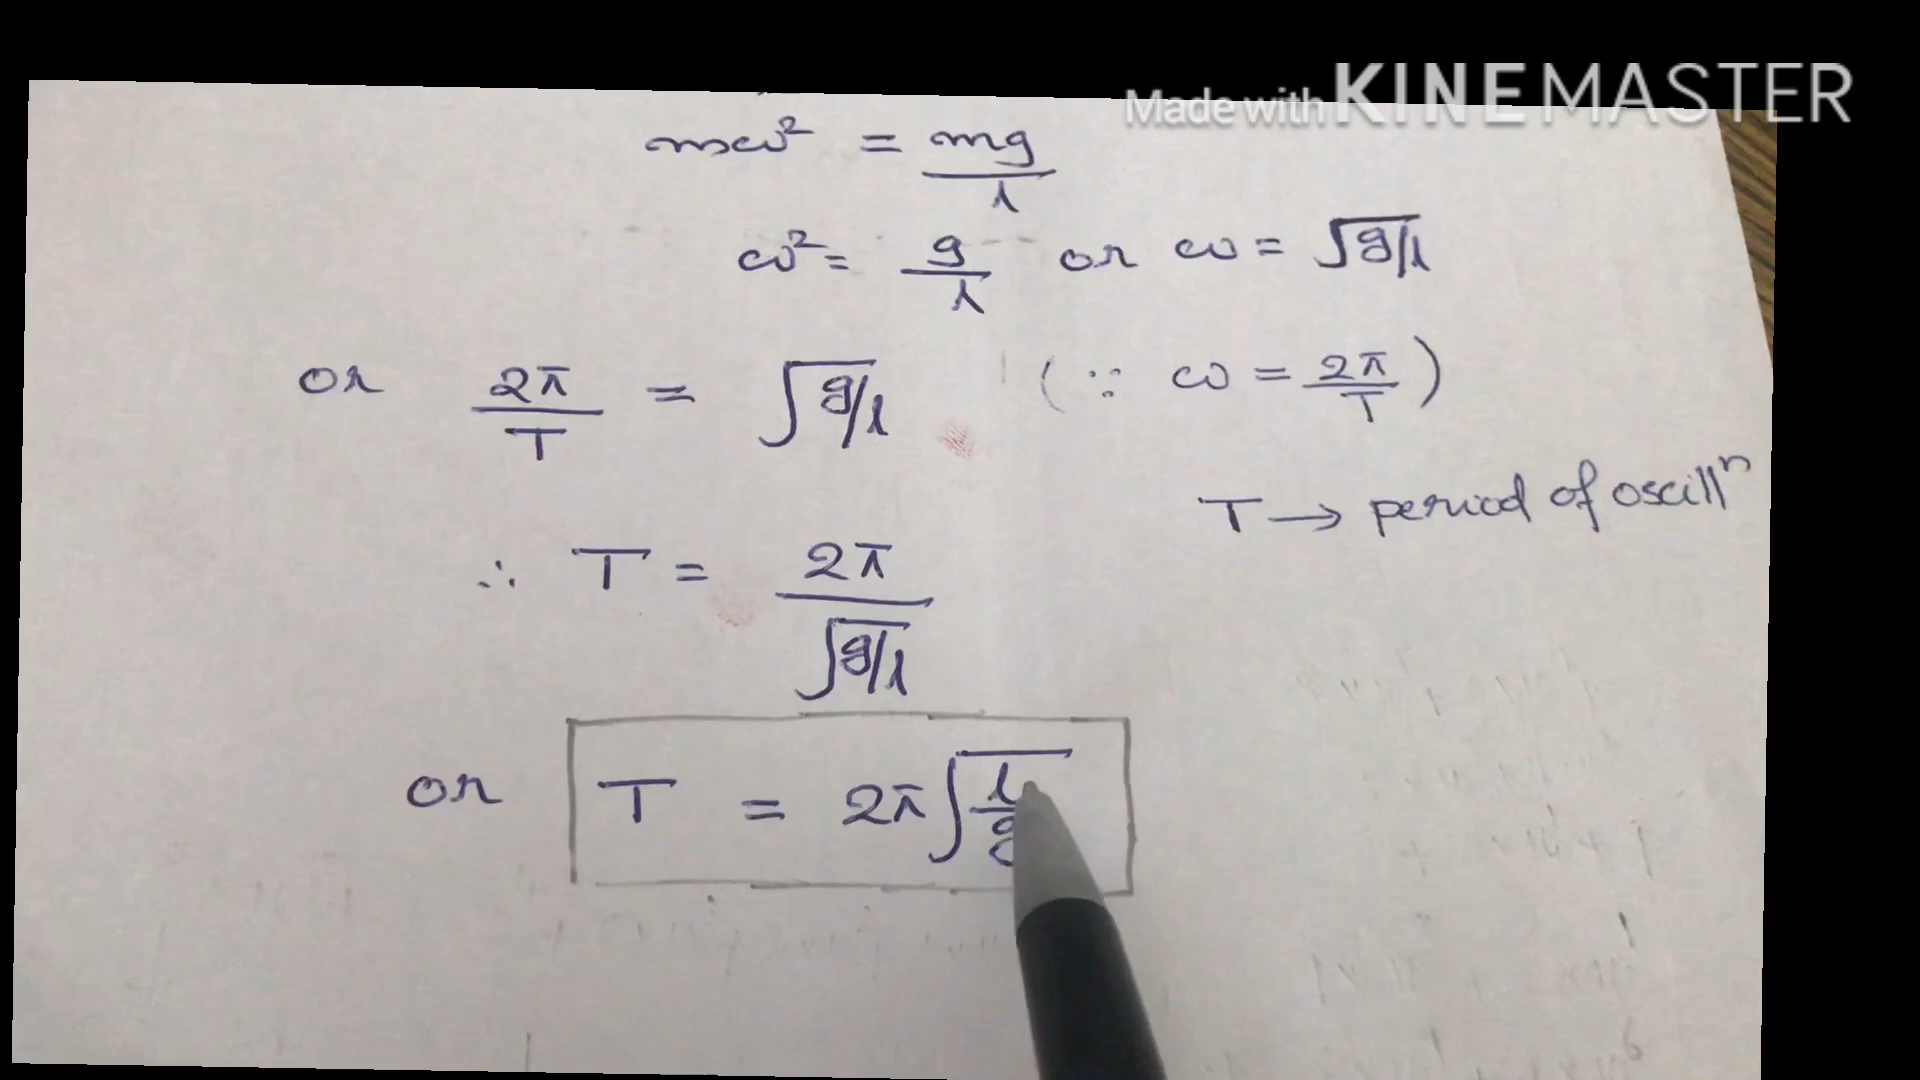 Made with KINEMASTER
mω² = mg/l
ω² = g/l or ω = √g/l
or 2π/T = √g/l (∵ ω = 2π/T)
T → period of oscillⁿ
∴ T = 2π/√g/l
or T = 2π√l/g